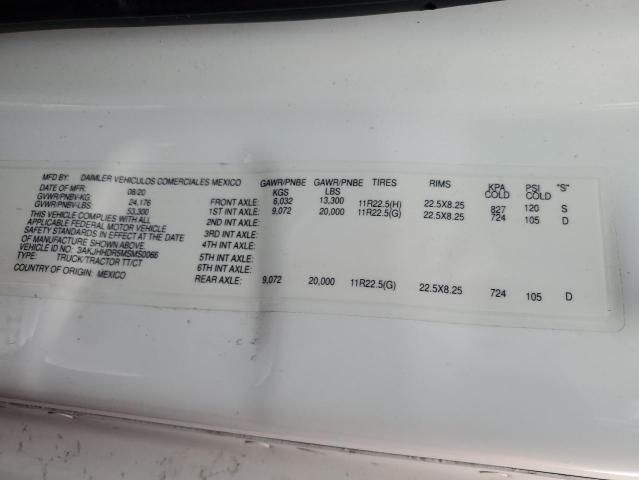 MFD BY: DAIMLER VEHICULOS COMERCIALES MEXICO
DATE OF MFR: 08/20
GVWR/PNBV-KG: 24,176
GVWR/PNBV-LBS: 53,300
THIS VEHICLE COMPLIES WITH ALL
APPLICABLE FEDERAL MOTOR VEHICLE
SAFETY STANDARDS IN EFFECT AT THE DATE
OF MANUFACTURE SHOWN ABOVE.
VEHICLE ID NO: 3AKJHHDR5MSMS0066
TYPE: TRUCK/TRACTOR TT/CT
COUNTRY OF ORIGIN: MEXICO
GAWR/PNBE KGS GAWR/PNBE LBS TIRES RIMS KPA COLD PSI COLD "S"
FRONT AXLE: 6,032 13,300 11R22.5(H) 22.5X8.25 827 120 S
1ST INT AXLE: 9,072 20,000 11R22.5(G) 22.5X8.25 724 105 D
2ND INT AXLE:
3RD INT AXLE:
4TH INT AXLE:
5TH INT AXLE:
6TH INT AXLE:
REAR AXLE: 9,072 20,000 11R22.5(G) 22.5X8.25 724 105 D